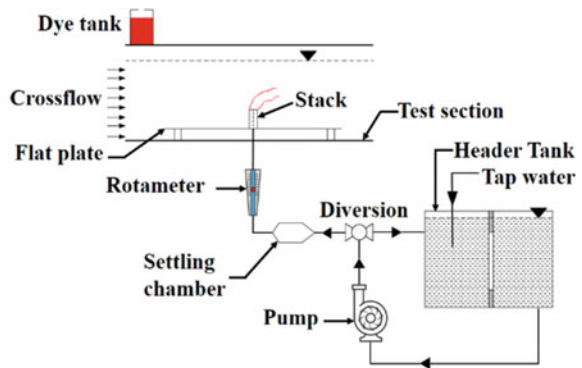 Dye tank
Crossflow
Stack
Test section
Flat plate
Header Tank
Tap water
Rotameter
Diversion
Settling
chamber
Pump